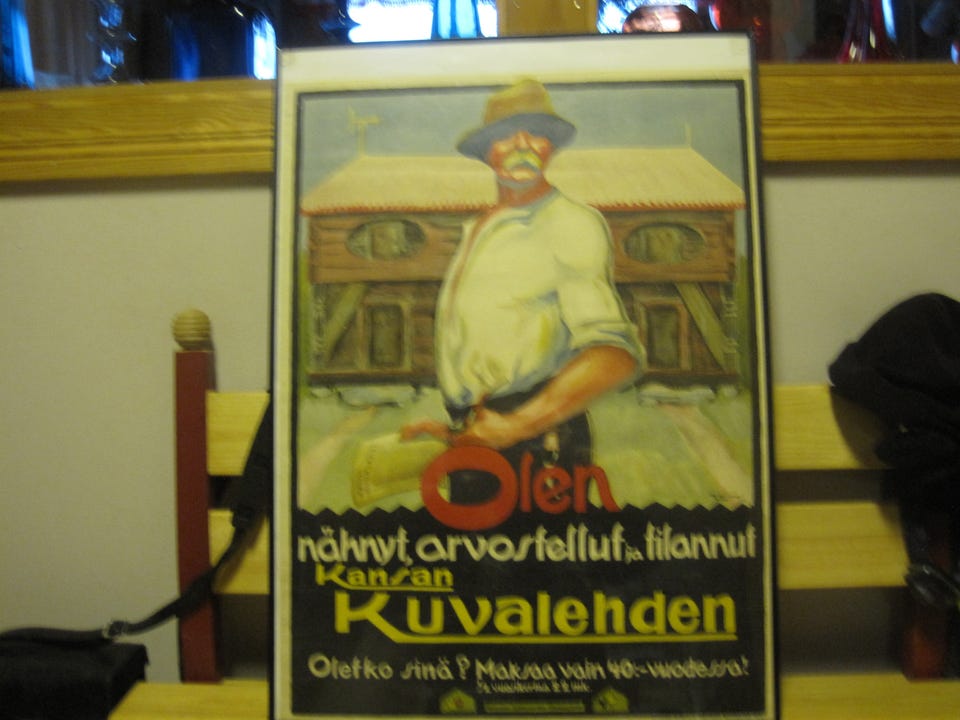 Olen
nähnyt, arvostellut ja tilannut
Kansan
Kuvalehden
Oletko sinä? Maksaa vain 40:-vuodessa!